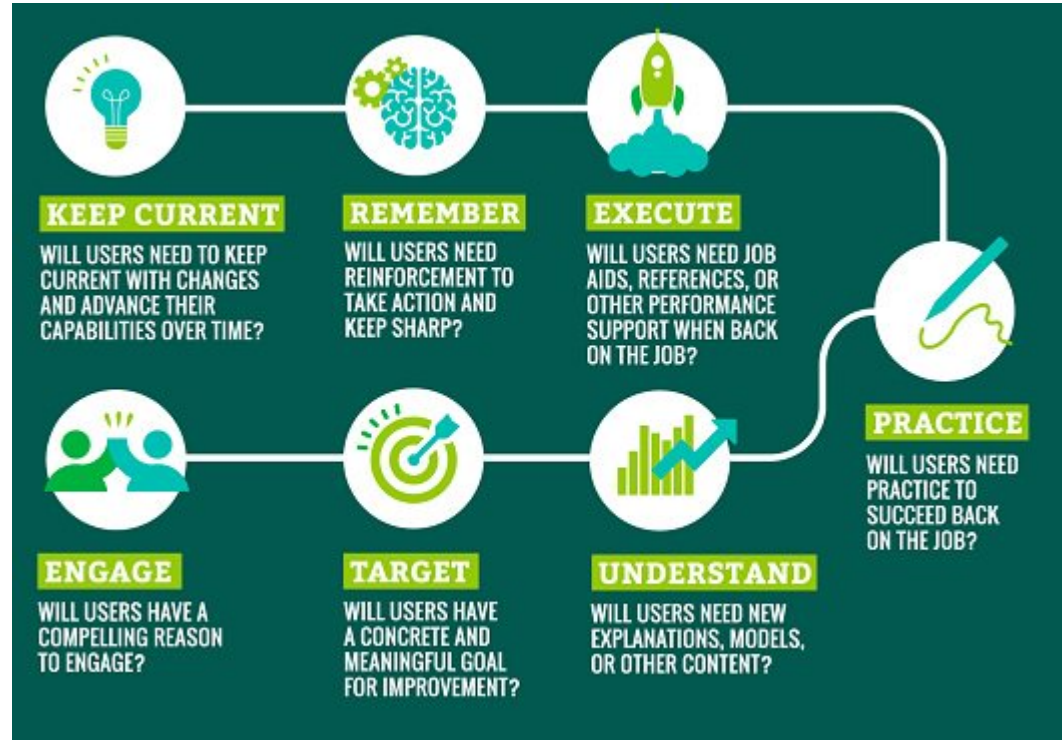 KEEP CURRENT
WILL USERS NEED TO KEEP
CURRENT WITH CHANGES
AND ADVANCE THEIR
CAPABILITIES OVER TIME?
REMEMBER
WILL USERS NEED
REINFORCEMENT TO
TAKE ACTION AND
KEEP SHARP?
EXECUTE
WILL USERS NEED JOB
AIDS, REFERENCES, OR
OTHER PERFORMANCE
SUPPORT WHEN BACK
ON THE JOB?
PRACTICE
WILL USERS NEED
PRACTICE TO
SUCCEED BACK
ON THE JOB?
ENGAGE
WILL USERS HAVE A
COMPELLING REASON
TO ENGAGE?
TARGET
WILL USERS HAVE
A CONCRETE AND
MEANINGFUL GOAL
FOR IMPROVEMENT?
UNDERSTAND
WILL USERS NEED NEW
EXPLANATIONS, MODELS,
OR OTHER CONTENT?